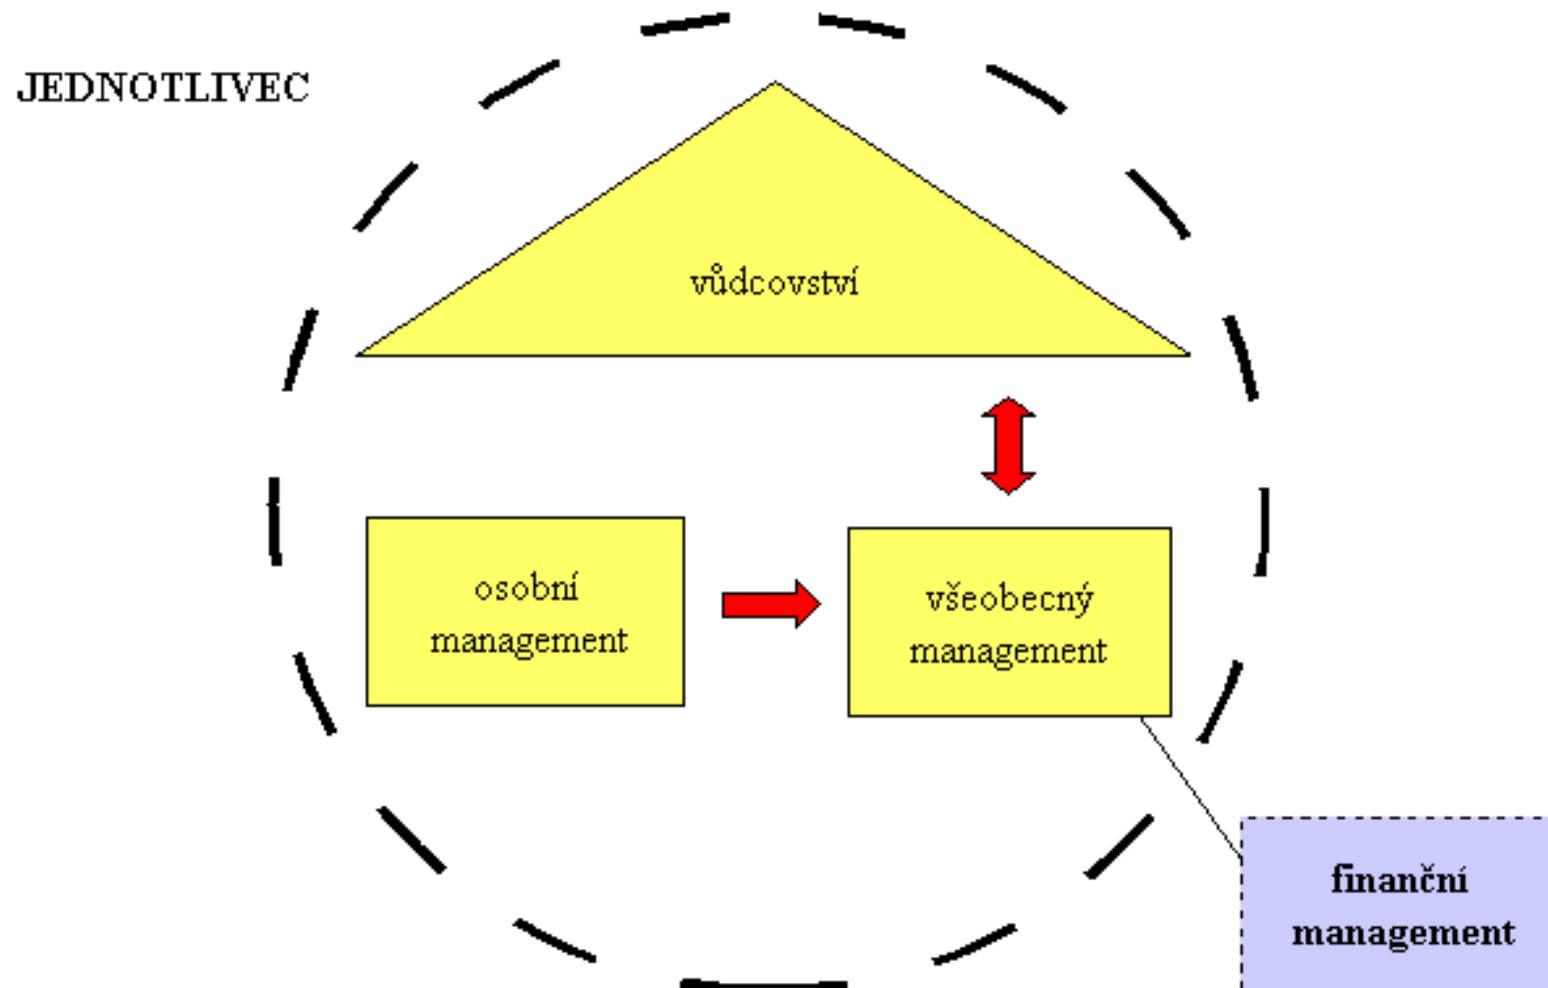 JEDNOTLIVEC
vůdcovství
osobní
management
všeobecný
management
finanční
management